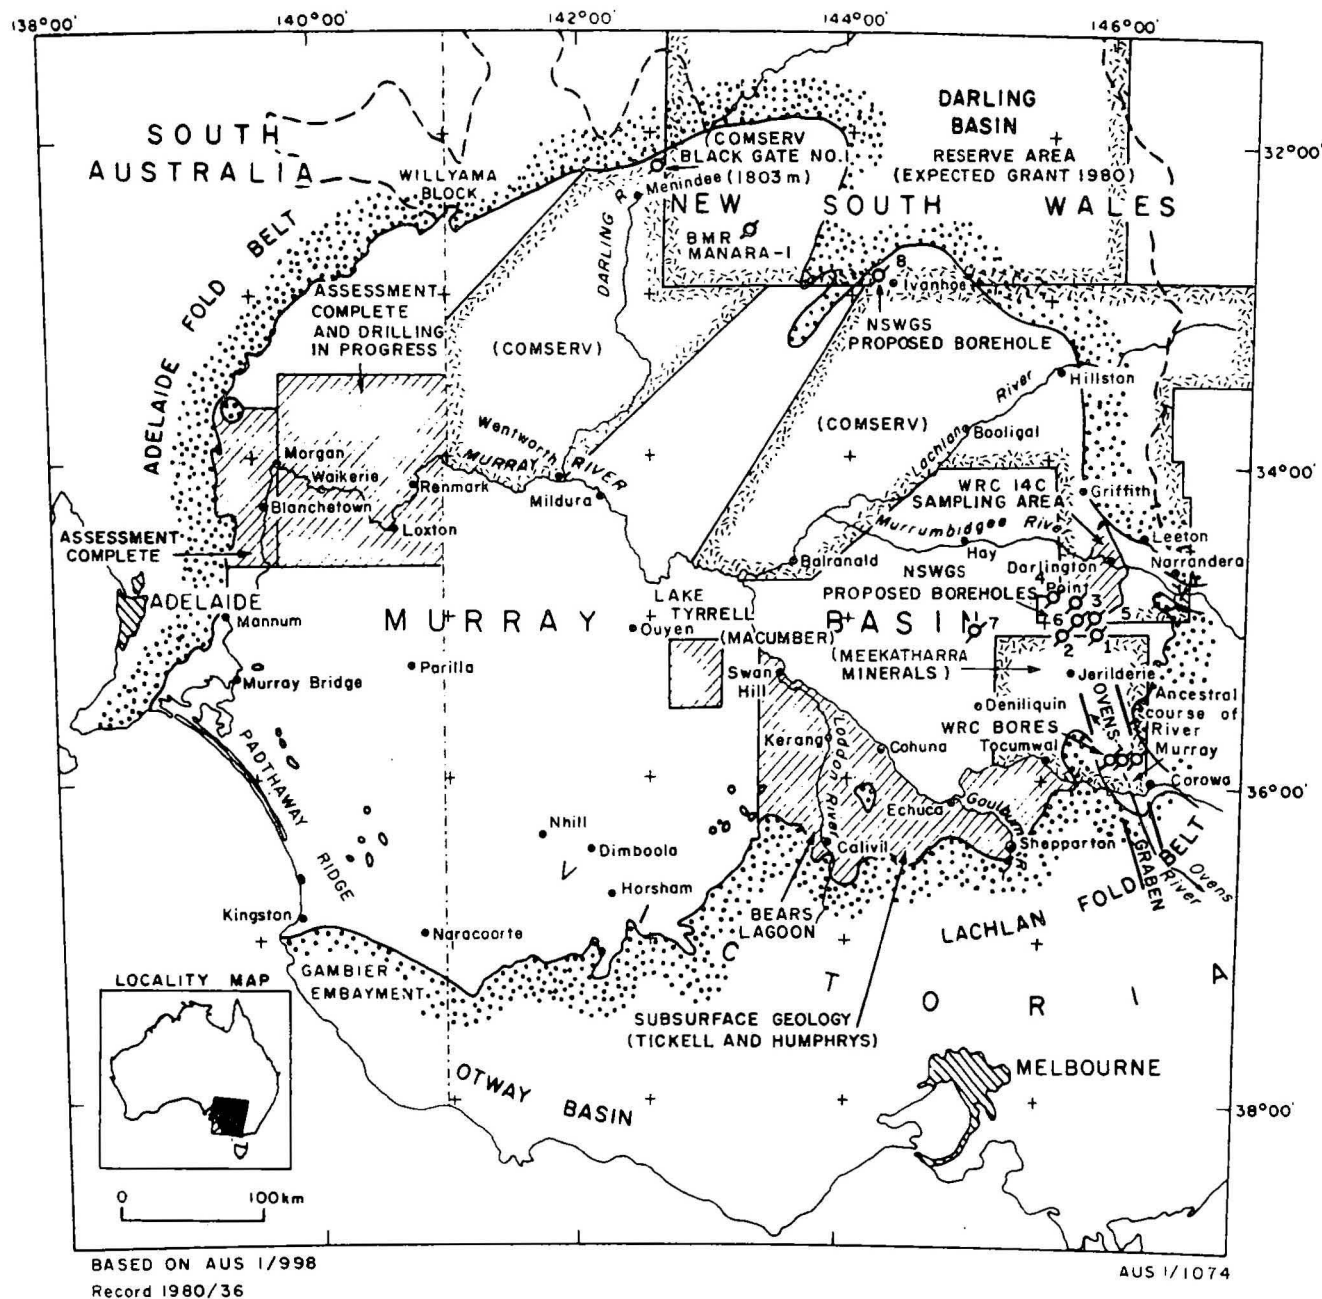 138°00' 140°00' 142°00' 144°00' 146°00'
SOUTH
AUSTRALIA
WILLYAMA
BLOCK
(COMSERV
BLACK GATE NO.1
Menindee (1803 m)
DARLING
BASIN
RESERVE AREA
(EXPECTED GRANT 1980)
32°00'
NEW SOUTH WALES
BMR
MANARA-1
DARLING R
ADELAIDE FOLD BELT
ASSESSMENT
COMPLETE
AND DRILLING
IN PROGRESS
(COMSERV)
8
Ivanhoe
NSWGS
PROPOSED BOREHOLE
Hillston
Lachlan River
(COMSERV)
Booligal
Morgan
Waikerie
Renmark
Blanchetown
Loxton
Wentworth
MURRAY RIVER
Mildura
WRC 14C
SAMPLING AREA
34°00'
Griffith
Murrumbidgee River
Leeton
Hay
Narrandera
ASSESSMENT
COMPLETE
Balranald
Darlington
Point
NSWGS
PROPOSED BOREHOLES
4
3
5
6
7
2
1
ADELAIDE
Mannum
LAKE
TYRRELL
MURRAY BASIN
Ouyen
(MACUMBER)
(MEEKATHARRA
MINERALS)
Parilla
Murray Bridge
Swan
Hill
Jerilderie
Deniliquin
Ancestral
course of
River
Murray
WRC BORES
OVENS
GRABEN
PADTHAWAY RIDGE
Kerang
Loddon River
Cohuna
Tocumwal
Corowa
36°00'
Echuca
Goulburn R
Nhill
Dimboola
Calivil
Shepparton
Horsham
Ovens
River
BEARS
LAGOON
LACHLAN FOLD BELT
Kingston
Naracoorte
V I C T O R I A
GAMBIER
EMBAYMENT
LOCALITY MAP
SUBSURFACE GEOLOGY
(TICKELL AND HUMPHRYS)
MELBOURNE
OTWAY BASIN
38°00'
0 100km
BASED ON AUS 1/998
Record 1980/36
AUS 1/1074